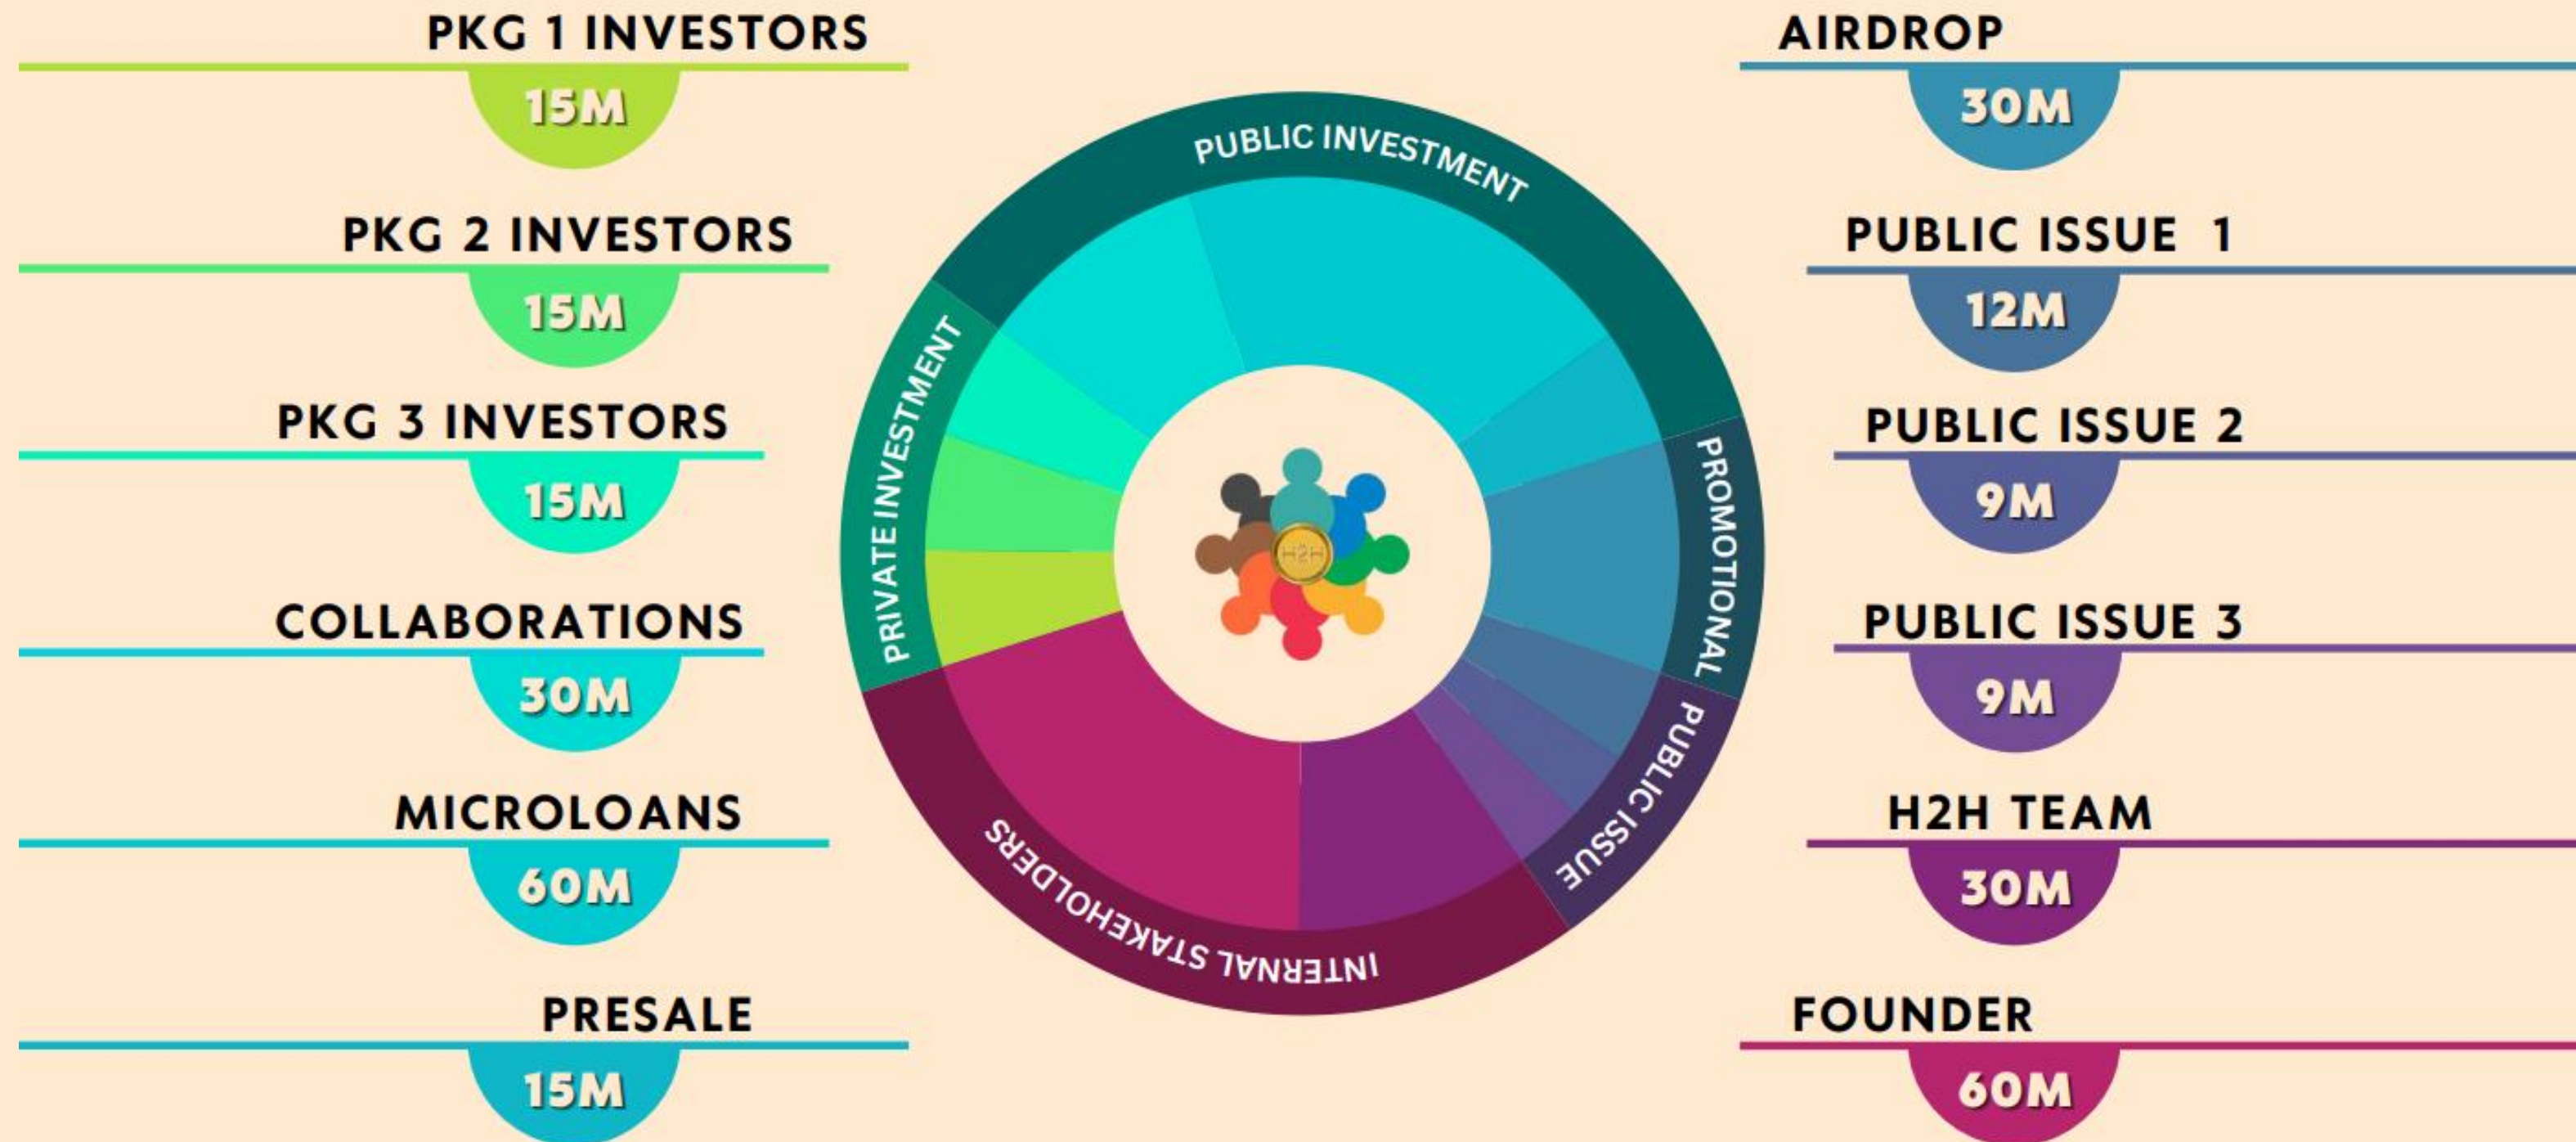 PKG 1 INVESTORS
15M
PKG 2 INVESTORS
15M
PKG 3 INVESTORS
15M
COLLABORATIONS
30M
MICROLOANS
60M
PRESALE
15M
PUBLIC INVESTMENT
PRIVATE INVESTMENT
PROMOTIONAL
PUBLIC ISSUE
INTERNAL STAKEHOLDERS
H2H
AIRDROP
30M
PUBLIC ISSUE 1
12M
PUBLIC ISSUE 2
9M
PUBLIC ISSUE 3
9M
H2H TEAM
30M
FOUNDER
60M